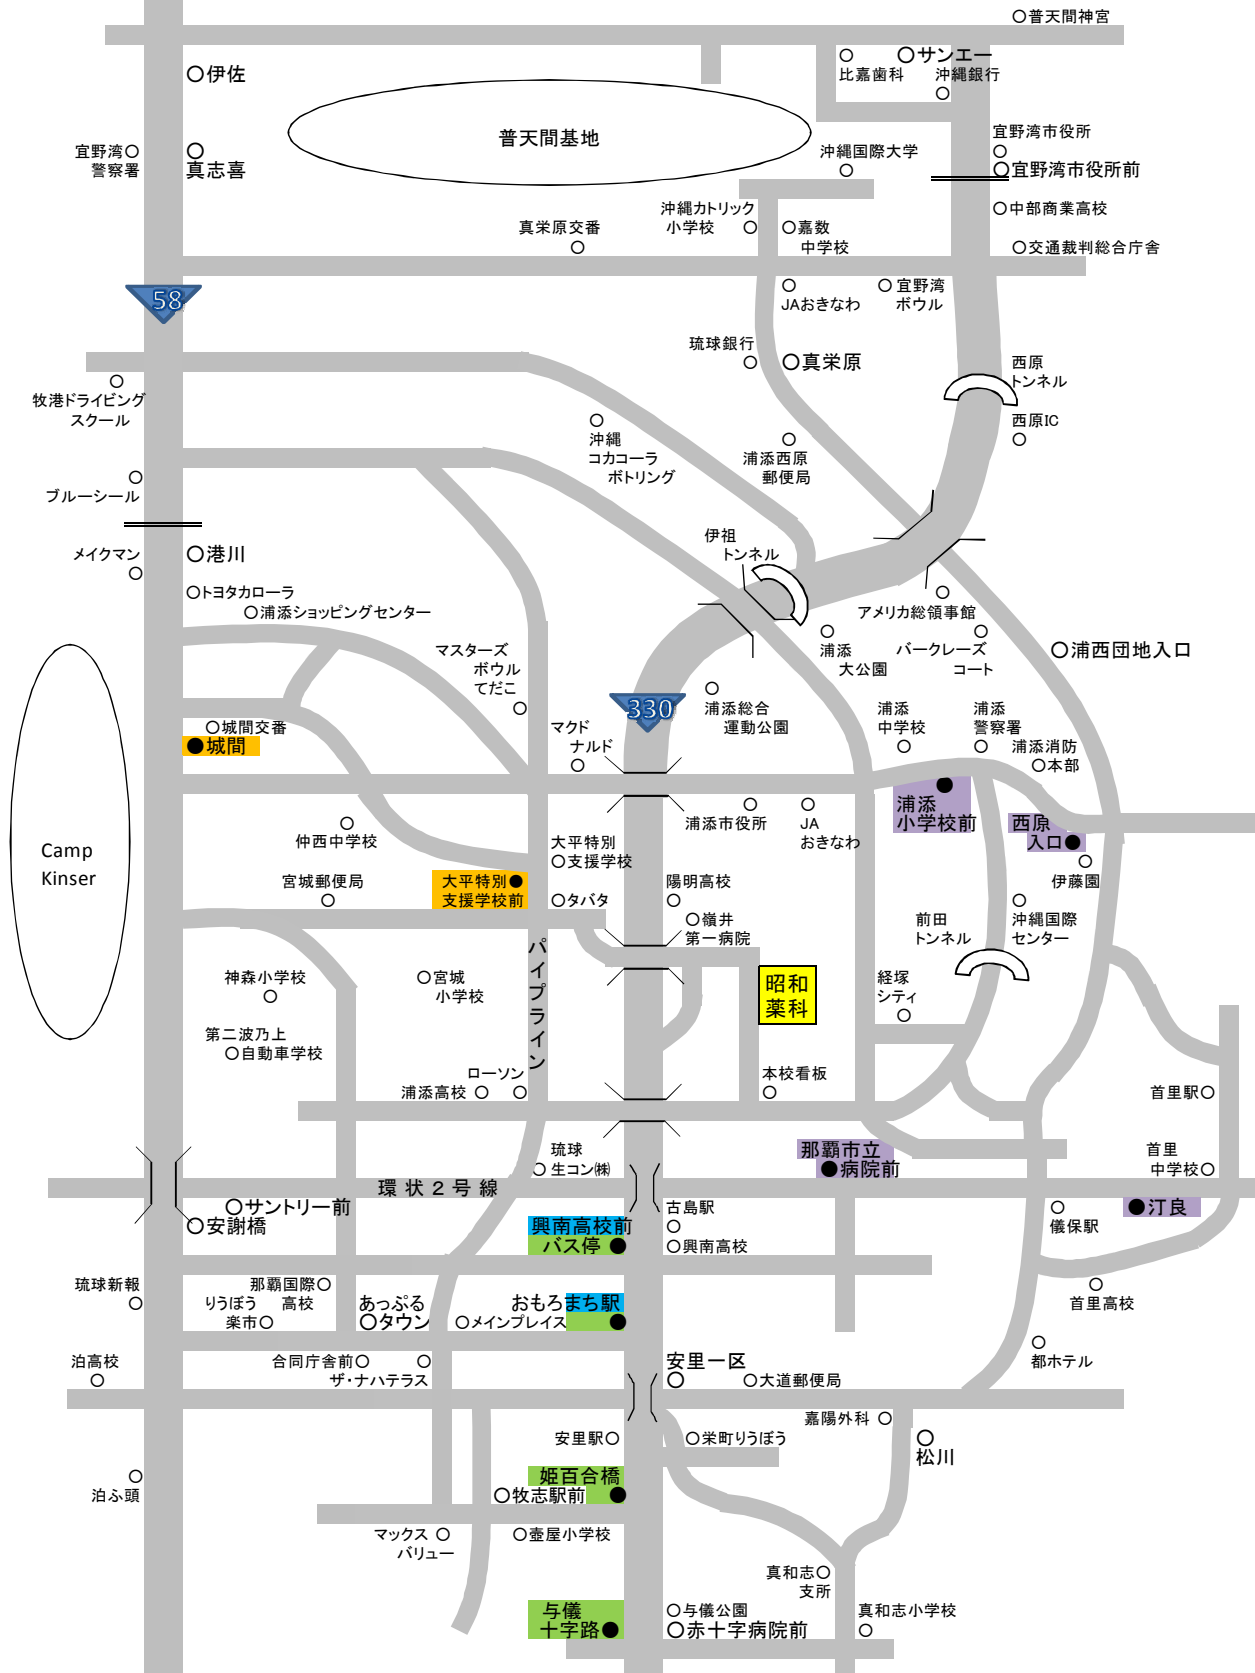 普天間神宮
サンエー
伊佐
比嘉歯科
沖縄銀行
普天間基地
宜野湾市役所
宜野湾
警察署
真志喜
沖縄国際大学
宜野湾市役所前
沖縄カトリック
小学校
中部商業高校
真栄原交番
嘉数
中学校
交通裁判総合庁舎
58
JAおきなわ
宜野湾
ボウル
琉球銀行
真栄原
西原
トンネル
牧港ドライビング
スクール
西原IC
沖縄
コカコーラ
ボトリング
浦添西原
郵便局
ブルーシール
伊祖
トンネル
メイクマン
港川
トヨタカローラ
浦添ショッピングセンター
アメリカ総領事館
マスターズ
ボウル
てだこ
浦添
大公園
バークレーズ
コート
浦西団地入口
330
浦添総合
運動公園
浦添
中学校
浦添
警察署
城間交番
城間
マクド
ナルド
浦添消防
本部
浦添
小学校前
西原
入口
浦添市役所
JA
おきなわ
仲西中学校
Camp
Kinser
大平特別
支援学校
伊藤園
宮城郵便局
大平特別
支援学校前
タバタ
陽明高校
嶺井
第一病院
前田
トンネル
沖縄国際
センター
パイプライン
神森小学校
宮城
小学校
昭和
薬科
経塚
シティ
第二波乃上
自動車学校
ローソン
浦添高校
本校看板
首里駅
琉球
生コン㈱
那覇市立
病院前
首里
中学校
環状2号線
サントリー前
安謝橋
古島駅
興南高校前
バス停
興南高校
儀保駅
汀良
琉球新報
那覇国際
高校
りうぼう
楽市
あっぷる
タウン
おもろまち駅
メインプレイス
首里高校
泊高校
合同庁舎前
ザ・ナハテラス
安里一区
大道郵便局
都ホテル
嘉陽外科
安里駅
栄町りうぼう
松川
姫百合橋
牧志駅前
泊ふ頭
マックス
バリュー
壺屋小学校
真和志
支所
与儀
十字路
与儀公園
赤十字病院前
真和志小学校